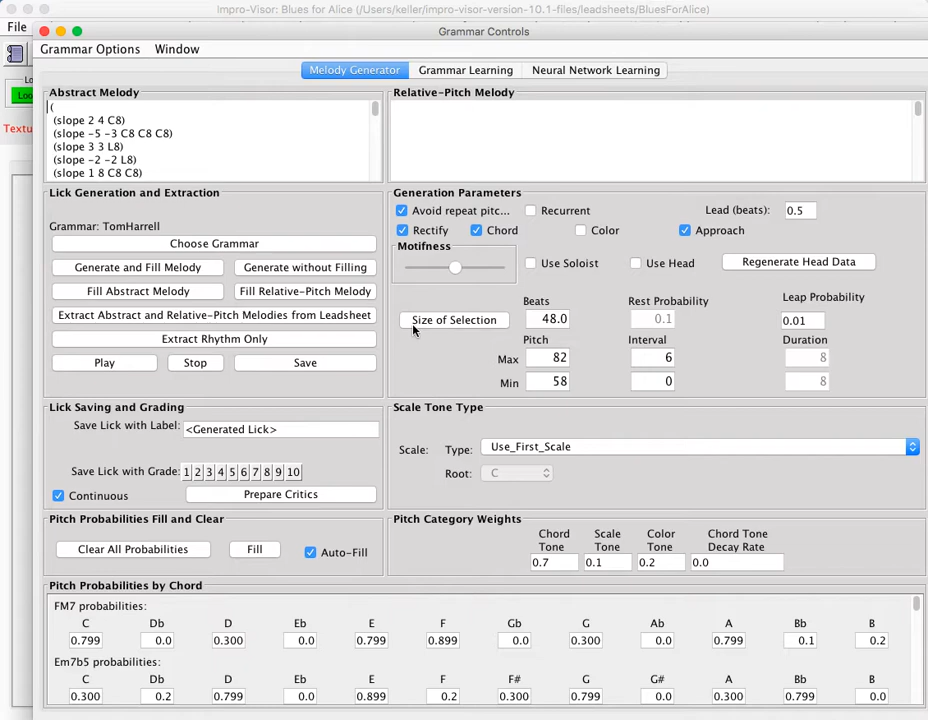 Impro-Visor: Blues for Alice (/Users/keller/impro-visor-version-10.1-files/leadsheets/BluesForAlice)
File
Grammar Controls
Grammar Options Window
Melody Generator Grammar Learning Neural Network Learning
Lo
Loo
Textu
Abstract Melody
(
(slope 2 4 C8)
(slope -5 -3 C8 C8 C8)
(slope 3 3 L8)
(slope -2 -2 L8)
(slope 1 8 C8 C8)
Relative-Pitch Melody
Lick Generation and Extraction
Grammar: TomHarrell
Choose Grammar
Generate and Fill Melody Generate without Filling
Fill Abstract Melody Fill Relative-Pitch Melody
Extract Abstract and Relative-Pitch Melodies from Leadsheet
Extract Rhythm Only
Play Stop Save
Generation Parameters
Avoid repeat pitc... Recurrent Lead (beats): 0.5
Rectify Chord Color Approach
Motifness
Use Soloist Use Head Regenerate Head Data
Beats Rest Probability Leap Probability
Size of Selection 48.0 0.1 0.01
Pitch Interval Duration
Max 82 6 8
Min 58 0 8
Lick Saving and Grading
Save Lick with Label: <Generated Lick>
Save Lick with Grade: 1 2 3 4 5 6 7 8 9 10
Continuous Prepare Critics
Scale Tone Type
Scale: Type: Use_First_Scale
Root: C
Pitch Probabilities Fill and Clear
Clear All Probabilities Fill Auto-Fill
Pitch Category Weights
Chord Scale Color Chord Tone
Tone Tone Tone Decay Rate
0.7 0.1 0.2 0.0
Pitch Probabilities by Chord
FM7 probabilities:
C Db D Eb E F Gb G Ab A Bb B
0.799 0.0 0.300 0.0 0.799 0.899 0.0 0.300 0.0 0.799 0.1 0.2
Em7b5 probabilities:
C Db D Eb E F F# G G# A Bb B
0.300 0.2 0.799 0.0 0.899 0.2 0.300 0.799 0.0 0.300 0.799 0.0